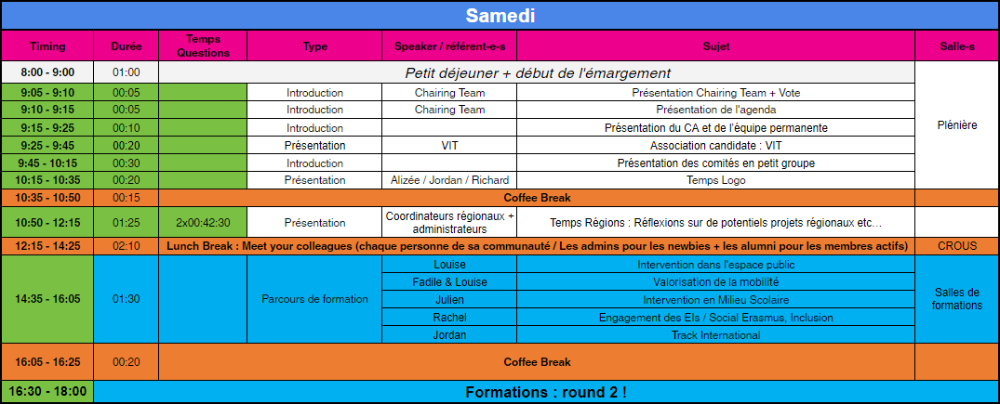 Samedi
Timing Durée Temps Questions Type Speaker / référent-e-s Sujet Salle-s
8:00 - 9:00 01:00 Petit déjeuner + début de l'émargement
9:05 - 9:10 00:05 Introduction Chairing Team Présentation Chairing Team + Vote
9:10 - 9:15 00:05 Introduction Chairing Team Présentation de l'agenda
9:15 - 9:25 00:10 Introduction Présentation du CA et de l'équipe permanente
Plénière
9:25 - 9:45 00:20 Présentation VIT Association candidate : VIT
9:45 - 10:15 00:30 Introduction Présentation des comités en petit groupe
10:15 - 10:35 00:20 Présentation Alizée / Jordan / Richard Temps Logo
10:35 - 10:50 00:15 Coffee Break
10:50 - 12:15 01:25 2x00:42:30 Présentation Coordinateurs régionaux + administrateurs Temps Régions : Réflexions sur de potentiels projets régionaux etc...
12:15 - 14:25 02:10 Lunch Break : Meet your colleagues (chaque personne de sa communauté / Les admins pour les newbies + les alumni pour les membres actifs) CROUS
14:35 - 16:05 01:30 Parcours de formation
Louise Intervention dans l'espace public
Fadile & Louise Valorisation de la mobilité
Julien Intervention en Milieu Scolaire
Rachel Engagement des EIs / Social Erasmus, Inclusion
Jordan Track International
Salles de formations
16:05 - 16:25 00:20 Coffee Break
16:30 - 18:00 Formations : round 2 !